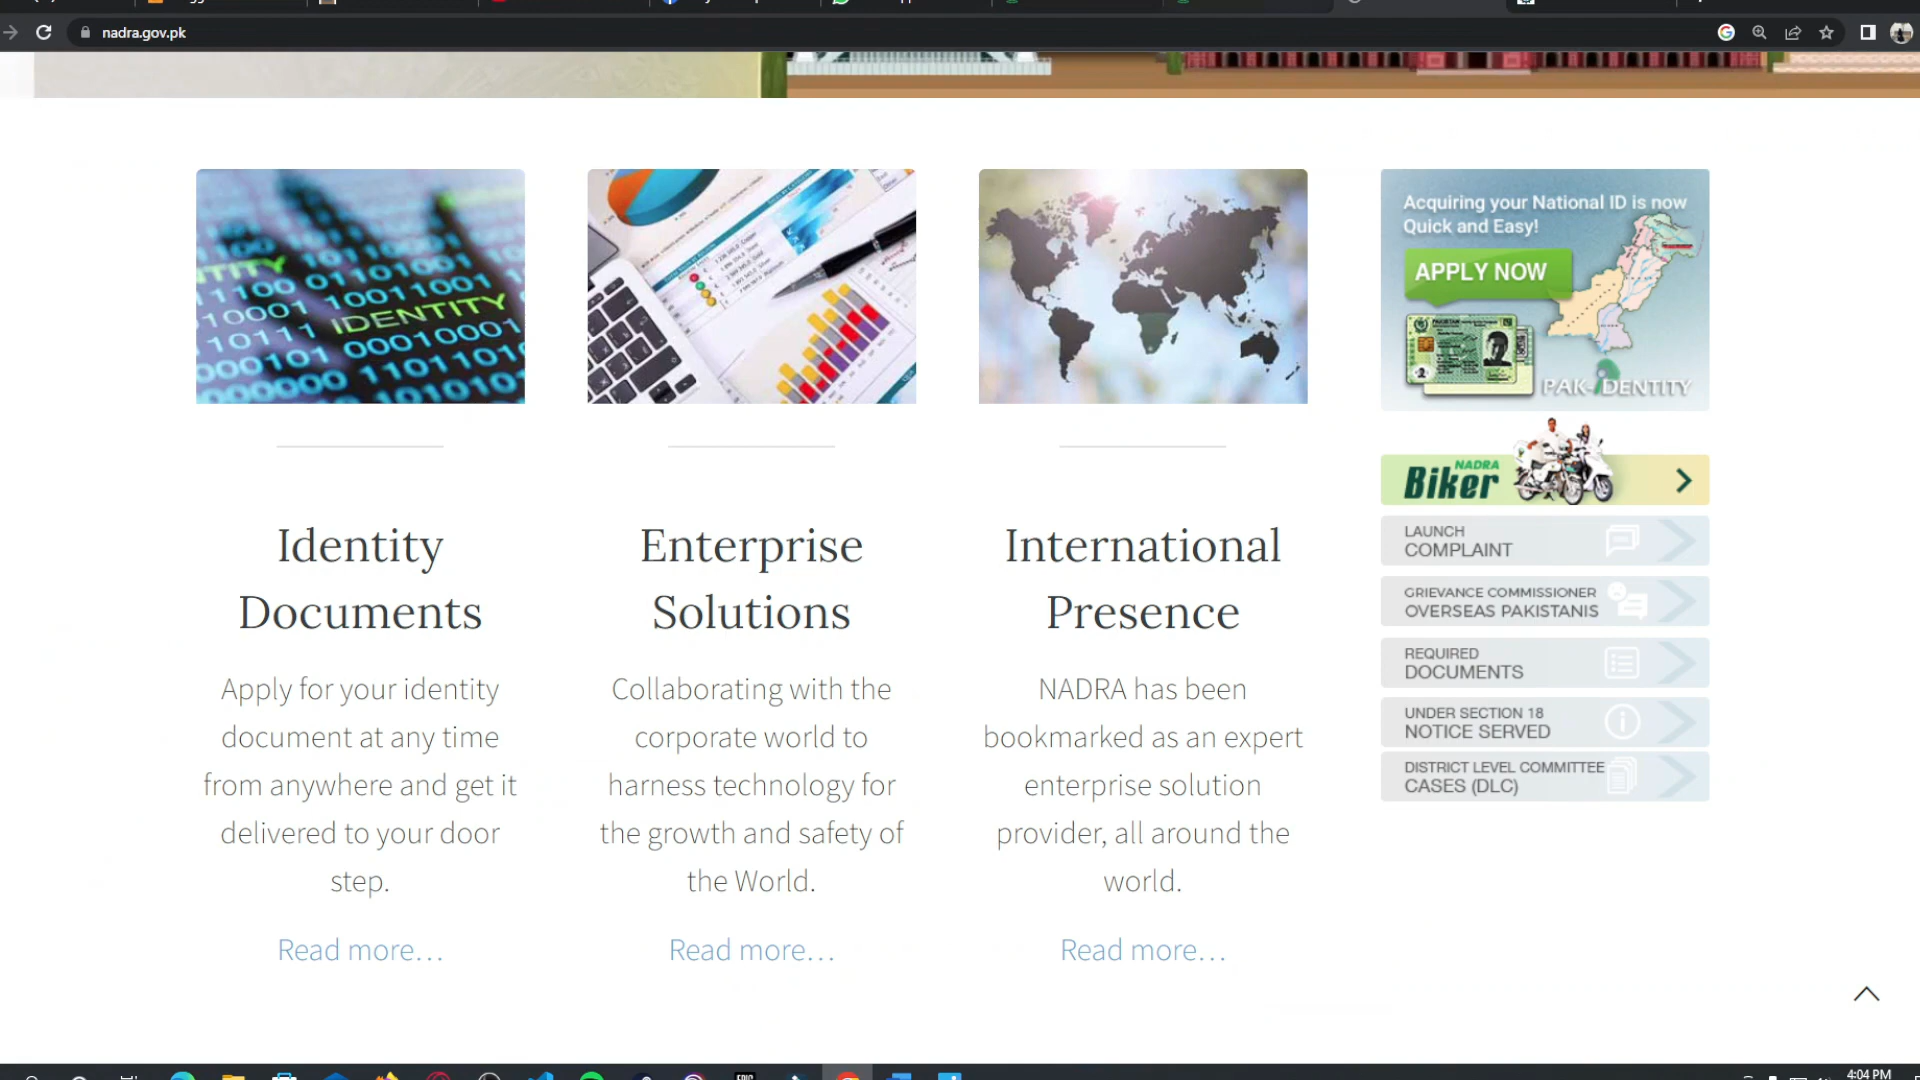 nadra.gov.pk
IDENTITY
Acquiring your National ID is now
Quick and Easy!
APPLY NOW
PAK-IDENTITY
NADRA
Biker
LAUNCH
COMPLAINT
GRIEVANCE COMMISSIONER
OVERSEAS PAKISTANIS
REQUIRED
DOCUMENTS
UNDER SECTION 18
NOTICE SERVED
DISTRICT LEVEL COMMITTEE
CASES (DLC)
Identity
Documents
Apply for your identity
document at any time
from anywhere and get it
delivered to your door
step.
Read more...
Enterprise
Solutions
Collaborating with the
corporate world to
harness technology for
the growth and safety of
the World.
Read more...
International
Presence
NADRA has been
bookmarked as an expert
enterprise solution
provider, all around the
world.
Read more...
4:04 PM